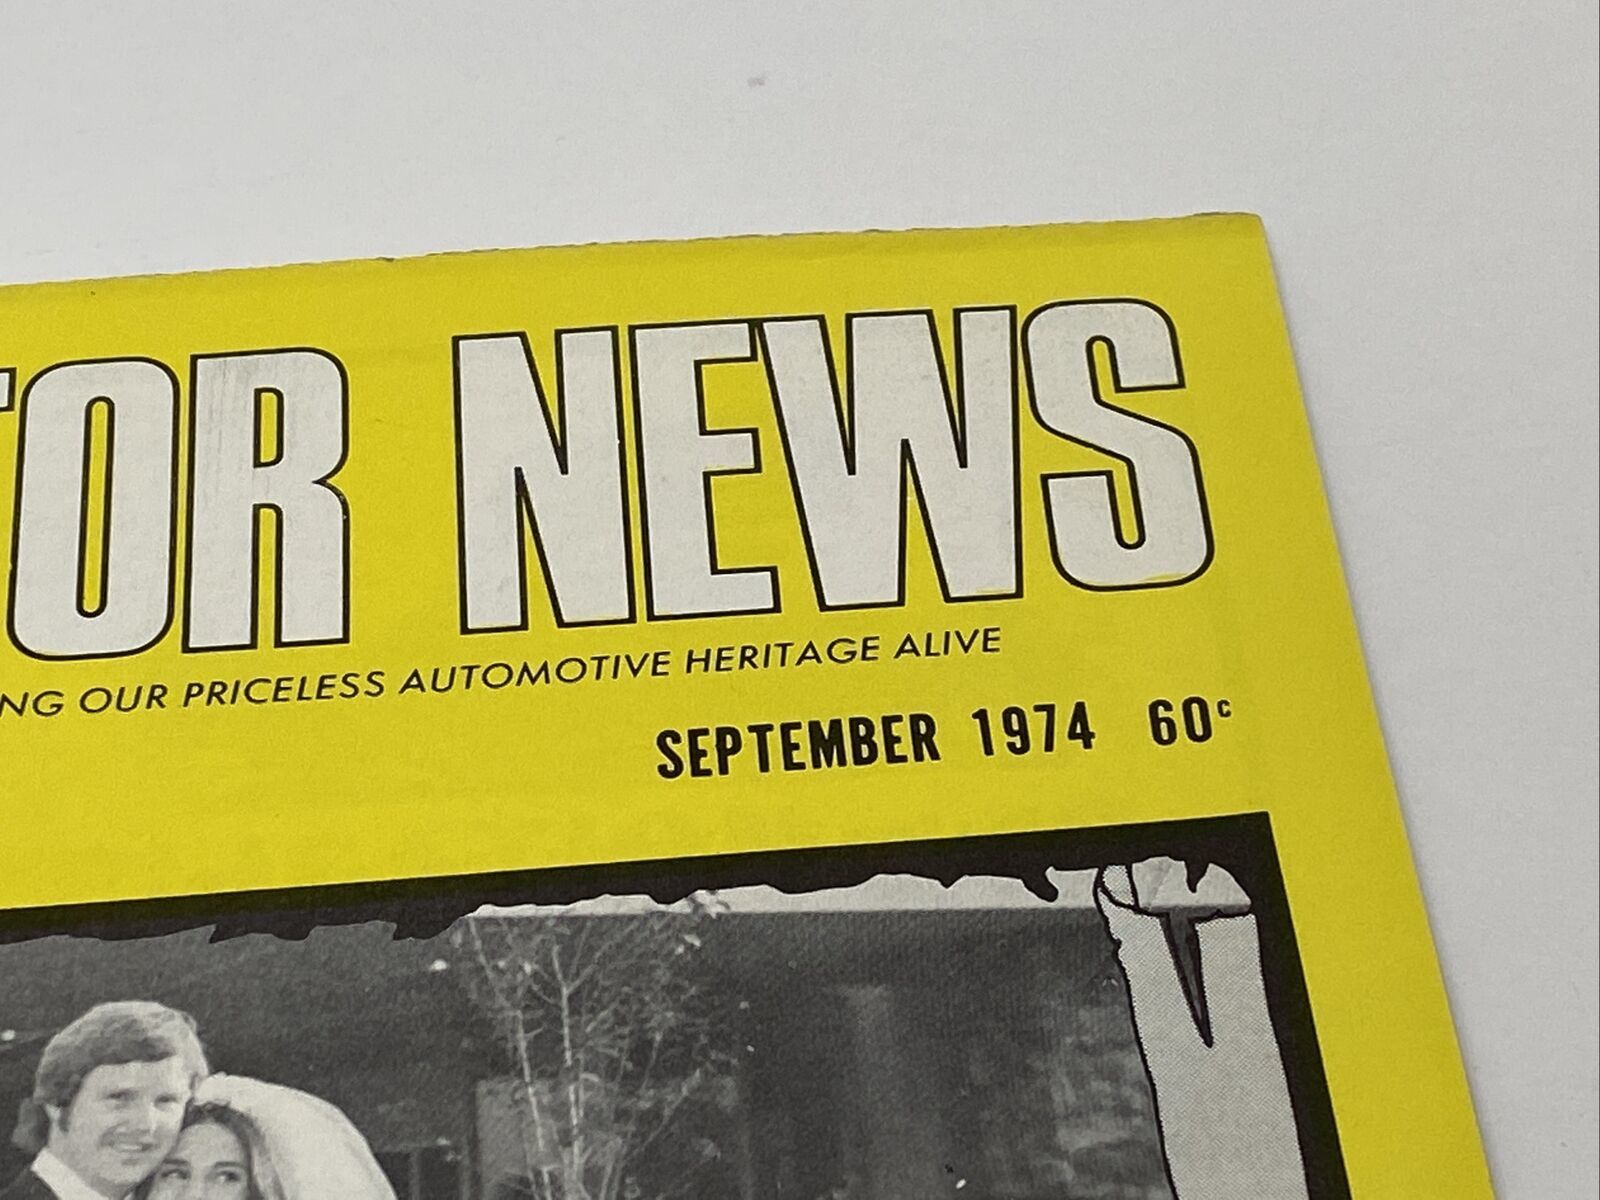 TOR NEWS
NG OUR PRICELESS AUTOMOTIVE HERITAGE ALIVE
SEPTEMBER 1974 60c